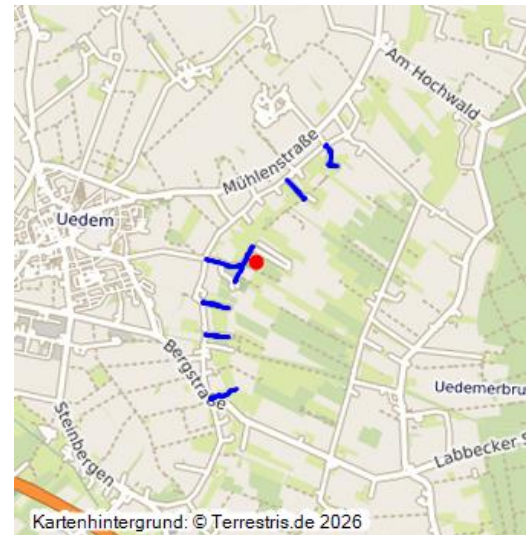 Am Hochwald
Mühlenstraße
Uedem
Bergstraße
Uedemerbru
Steinbergen
Labbecker S
Kartenhintergrund: © Terrestris.de 2026